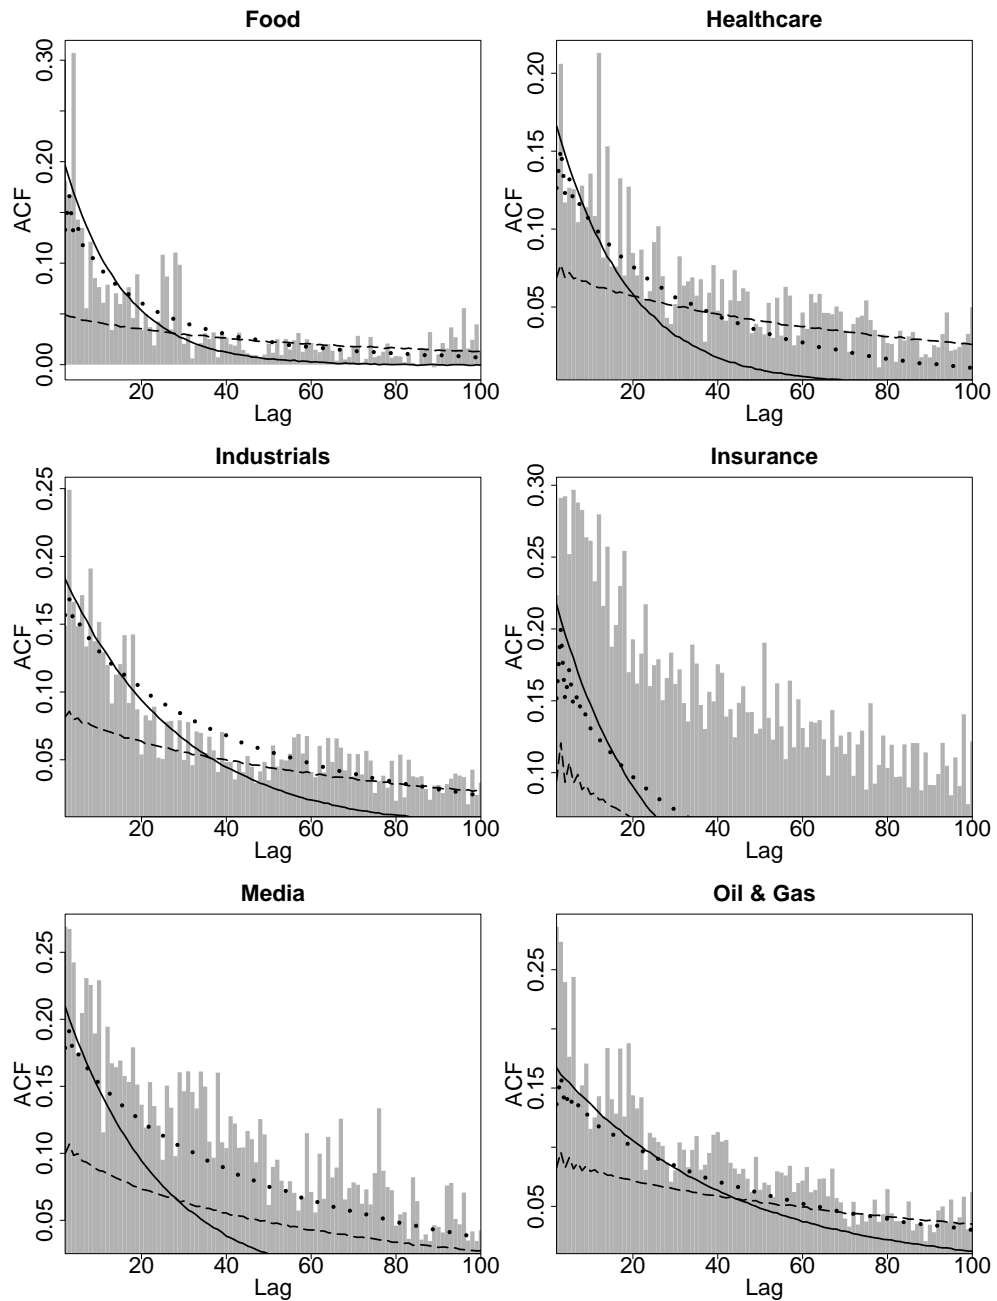 Food
ACF
0.00 0.10 0.20 0.30
20 40 60 80 100
Lag
Healthcare
ACF
0.05 0.10 0.15 0.20
20 40 60 80 100
Lag
Industrials
ACF
0.05 0.10 0.15 0.20 0.25
20 40 60 80 100
Lag
Insurance
ACF
0.10 0.15 0.20 0.25 0.30
20 40 60 80 100
Lag
Media
ACF
0.05 0.10 0.15 0.20 0.25
20 40 60 80 100
Lag
Oil & Gas
ACF
0.05 0.15 0.25
20 40 60 80 100
Lag